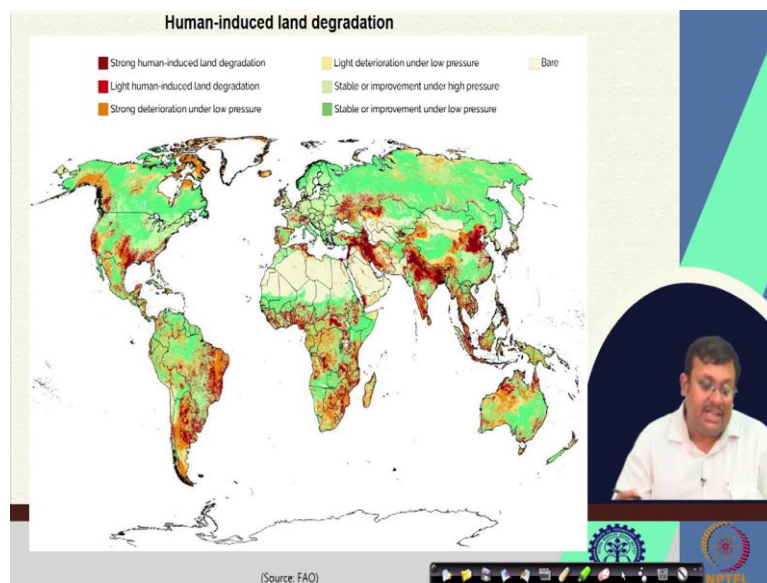 Human-induced land degradation
Strong human-induced land degradation
Light deterioration under low pressure
Bare
Light human-induced land degradation
Stable or improvement under high pressure
Strong deterioration under low pressure
Stable or improvement under low pressure
(Source: FAO)
NPTEL